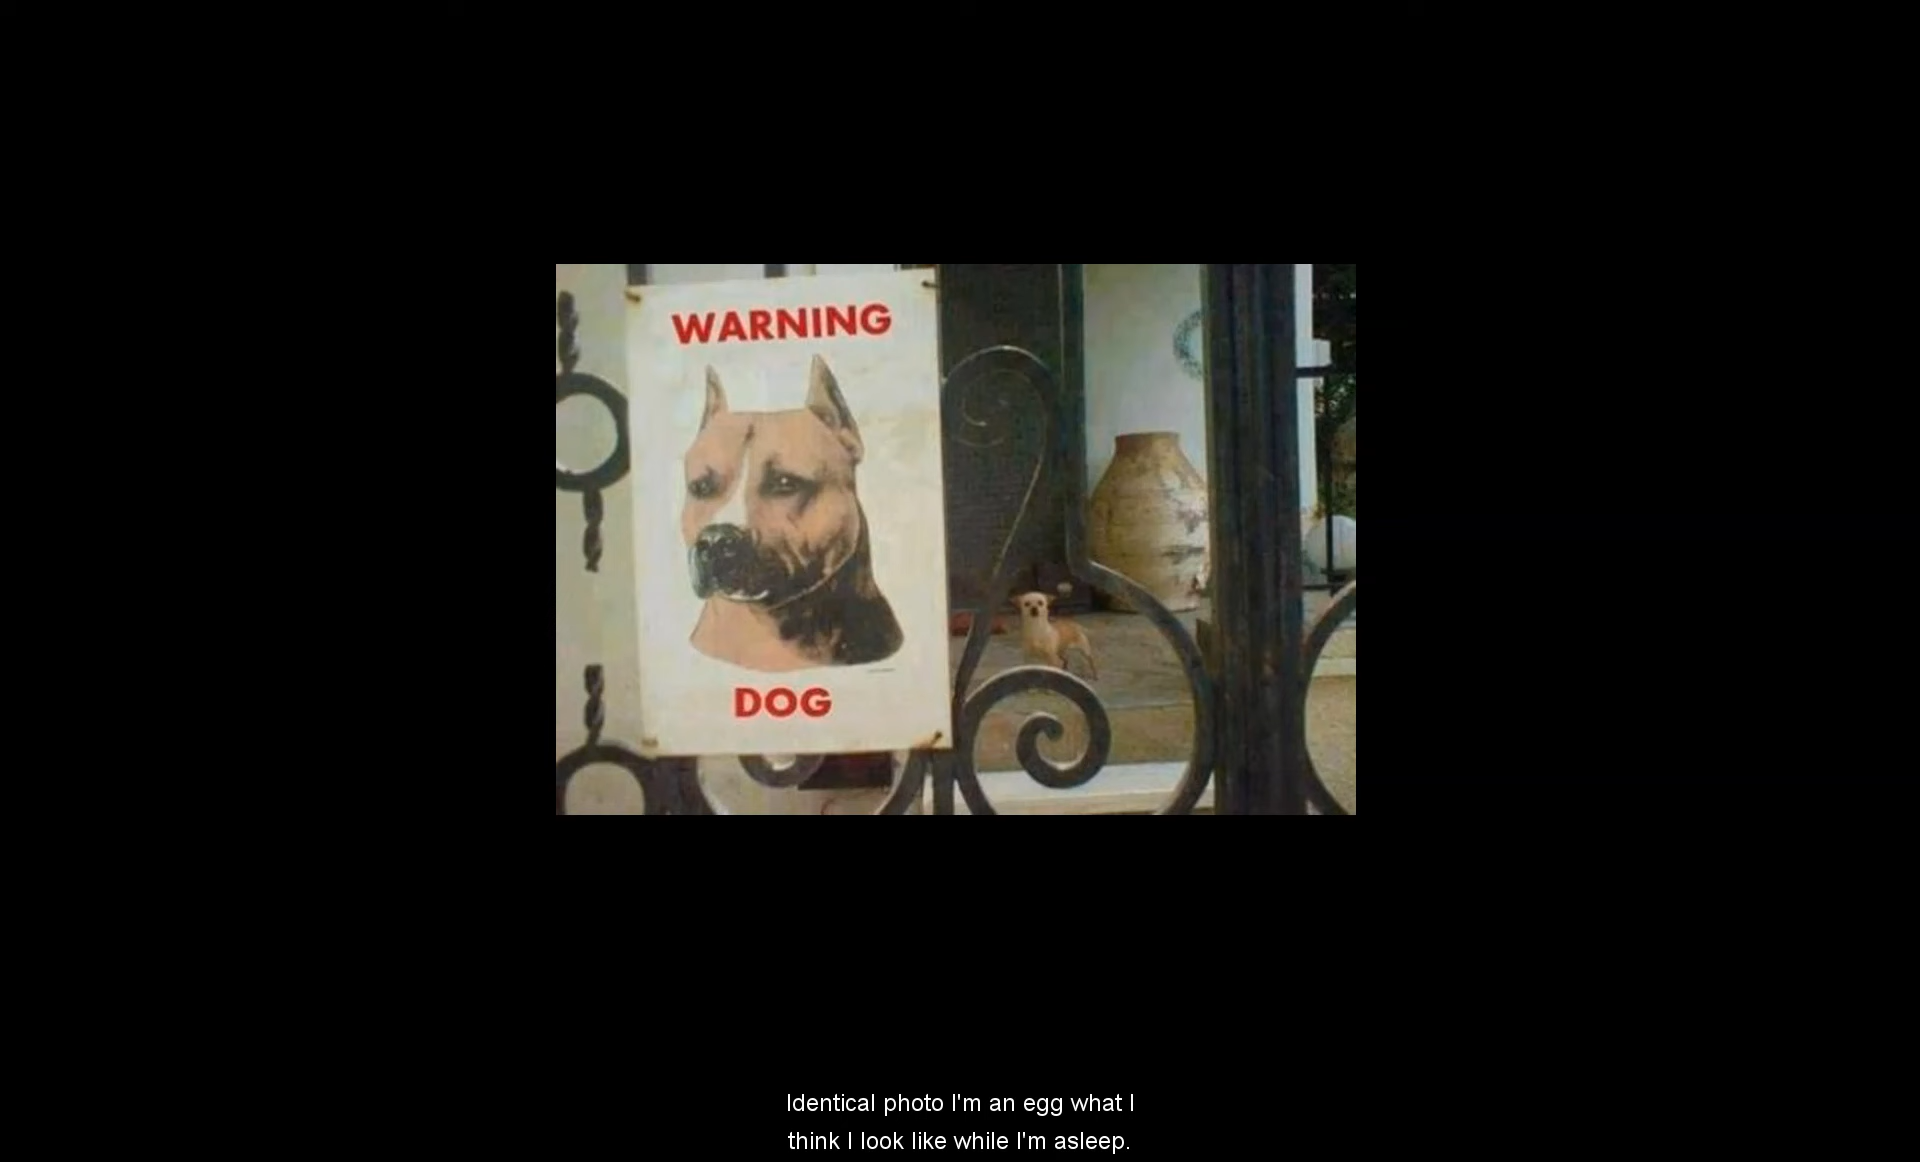 WARNING
DOG
Identical photo I'm an egg what I
think I look like while I'm asleep.